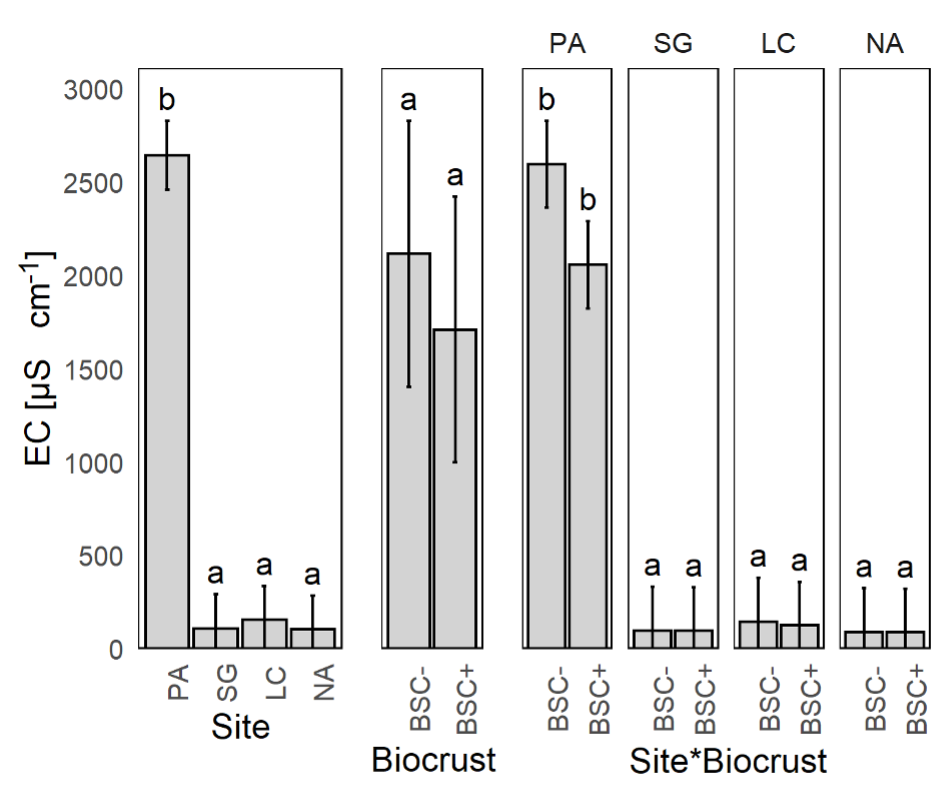 PA SG LC NA
3000
2500
2000
1500
1000
500
0
EC [µS cm-1]
b a a a
a a
b b
a a
a a
a a
PA SG LC NA
Site
BSC- BSC+
Biocrust
BSC- BSC+ BSC- BSC+ BSC- BSC+ BSC- BSC+
Site*Biocrust